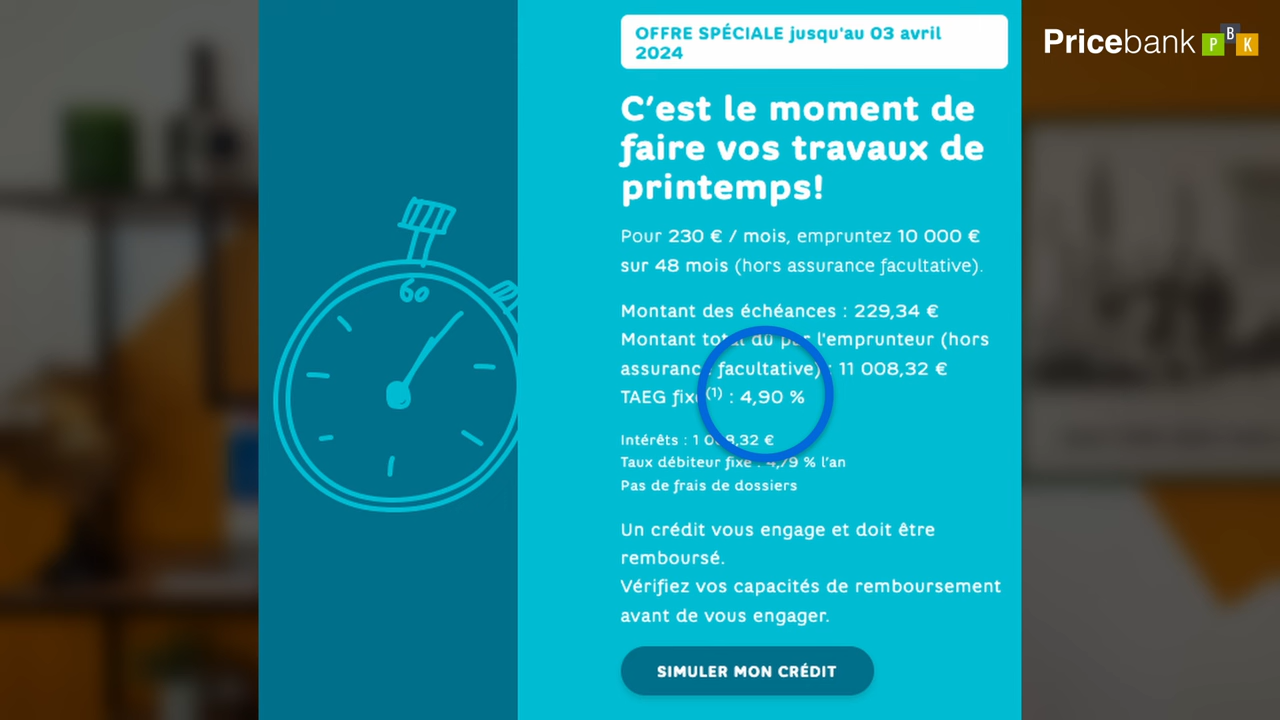 OFFRE SPÉCIALE jusqu'au 03 avril
2024
Pricebank
P B K
C'est le moment de
faire vos travaux de
printemps!
Pour 230 € / mois, empruntez 10 000 €
sur 48 mois (hors assurance facultative).
Montant des échéances : 229,34 €
Montant total dû par l'emprunteur (hors
assurance facultative) : 11 008,32 €
TAEG fixe(1) : 4,90 %
Intérêts : 1 008,32 €
Taux débiteur fixe : 4,79 % l'an
Pas de frais de dossiers
Un crédit vous engage et doit être
remboursé.
Vérifiez vos capacités de remboursement
avant de vous engager.
SIMULER MON CRÉDIT
60